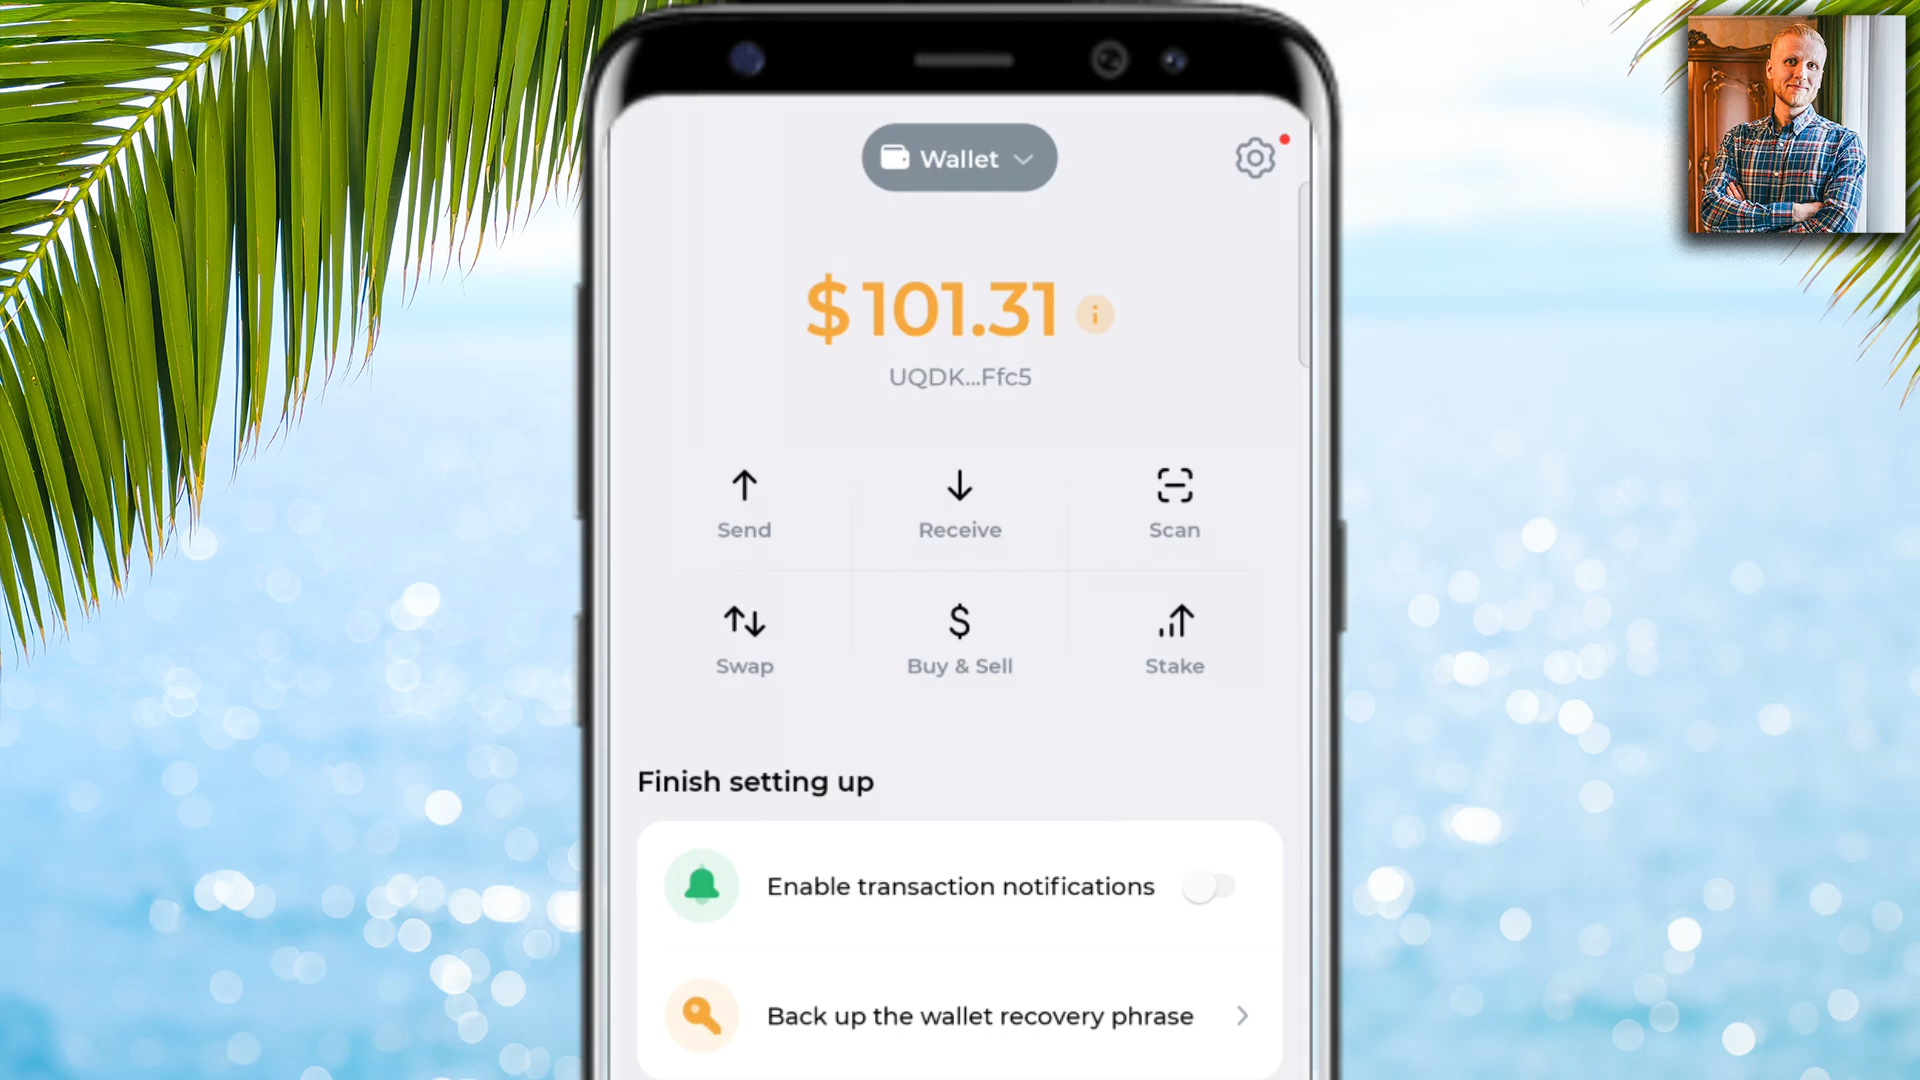 Wallet
$101.31
UQDK...Ffc5
Send
Receive
Scan
Swap
Buy & Sell
Stake
Finish setting up
Enable transaction notifications
Back up the wallet recovery phrase